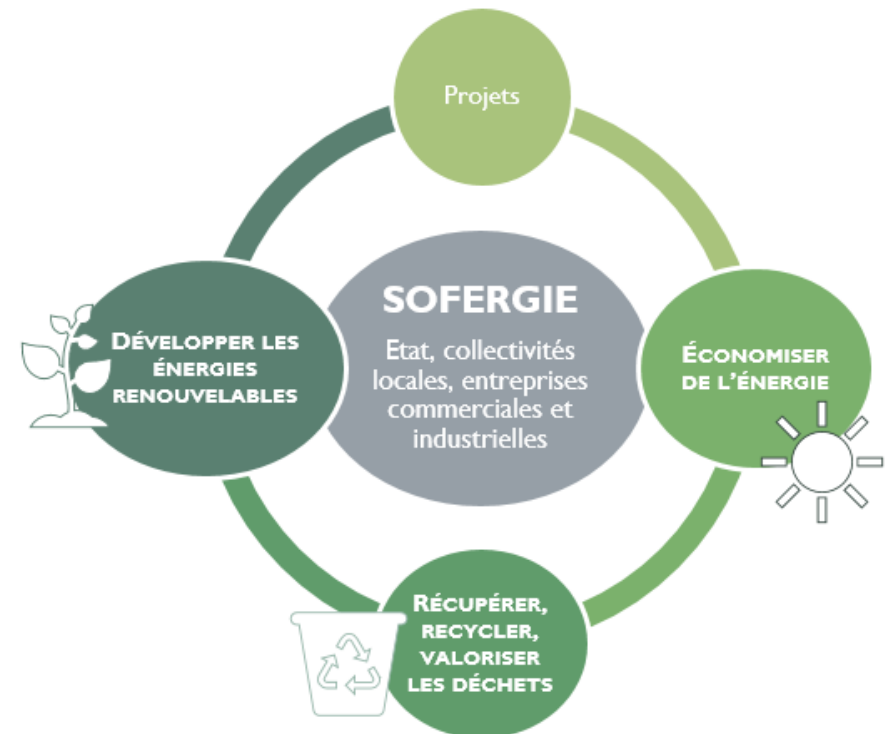 Projets
SOFERGIE
Etat, collectivités
locales, entreprises
commerciales et
industrielles
DÉVELOPPER LES
ÉNERGIES
RENOUVELABLES
ÉCONOMISER
DE L'ÉNERGIE
RÉCUPÉRER,
RECYCLER,
VALORISER
LES DÉCHETS